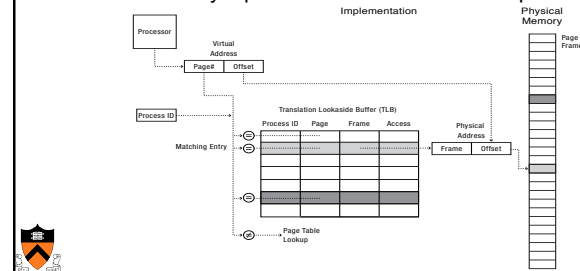 Implementation
Physical
Memory
Page
Frame
Processor
Virtual
Address
Page# Offset
Process ID
Translation Lookaside Buffer (TLB)
Process ID Page Frame Access
Matching Entry
Physical
Address
Frame Offset
Page Table
Lookup